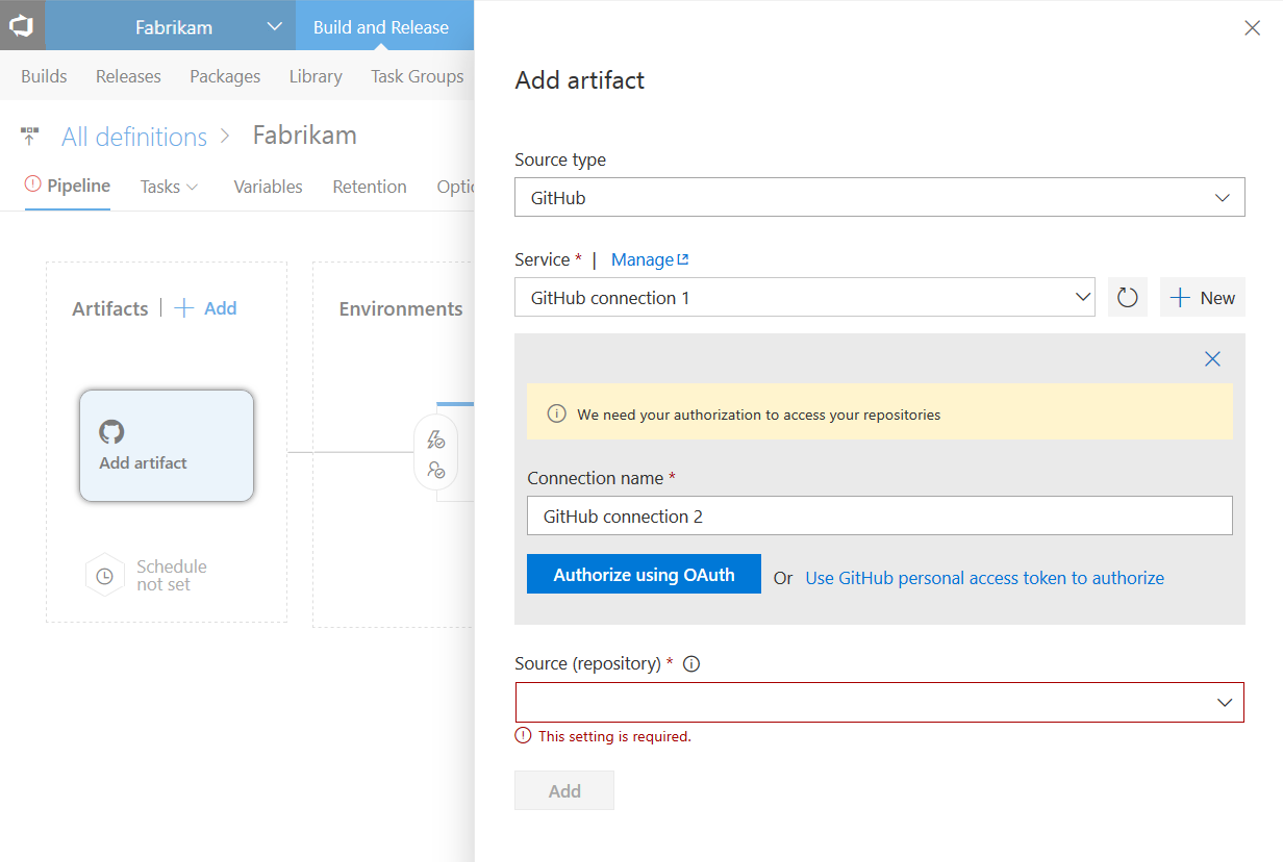 Fabrikam
Build and Release
Builds Releases Packages Library Task Groups
All definitions > Fabrikam
Pipeline Tasks Variables Retention Optio
Artifacts | + Add
Environments
Add artifact
Schedule
not set
Add artifact
Source type
GitHub
Service * | Manage
GitHub connection 1
+ New
We need your authorization to access your repositories
Connection name *
GitHub connection 2
Authorize using OAuth Or Use GitHub personal access token to authorize
Source (repository) *
This setting is required.
Add